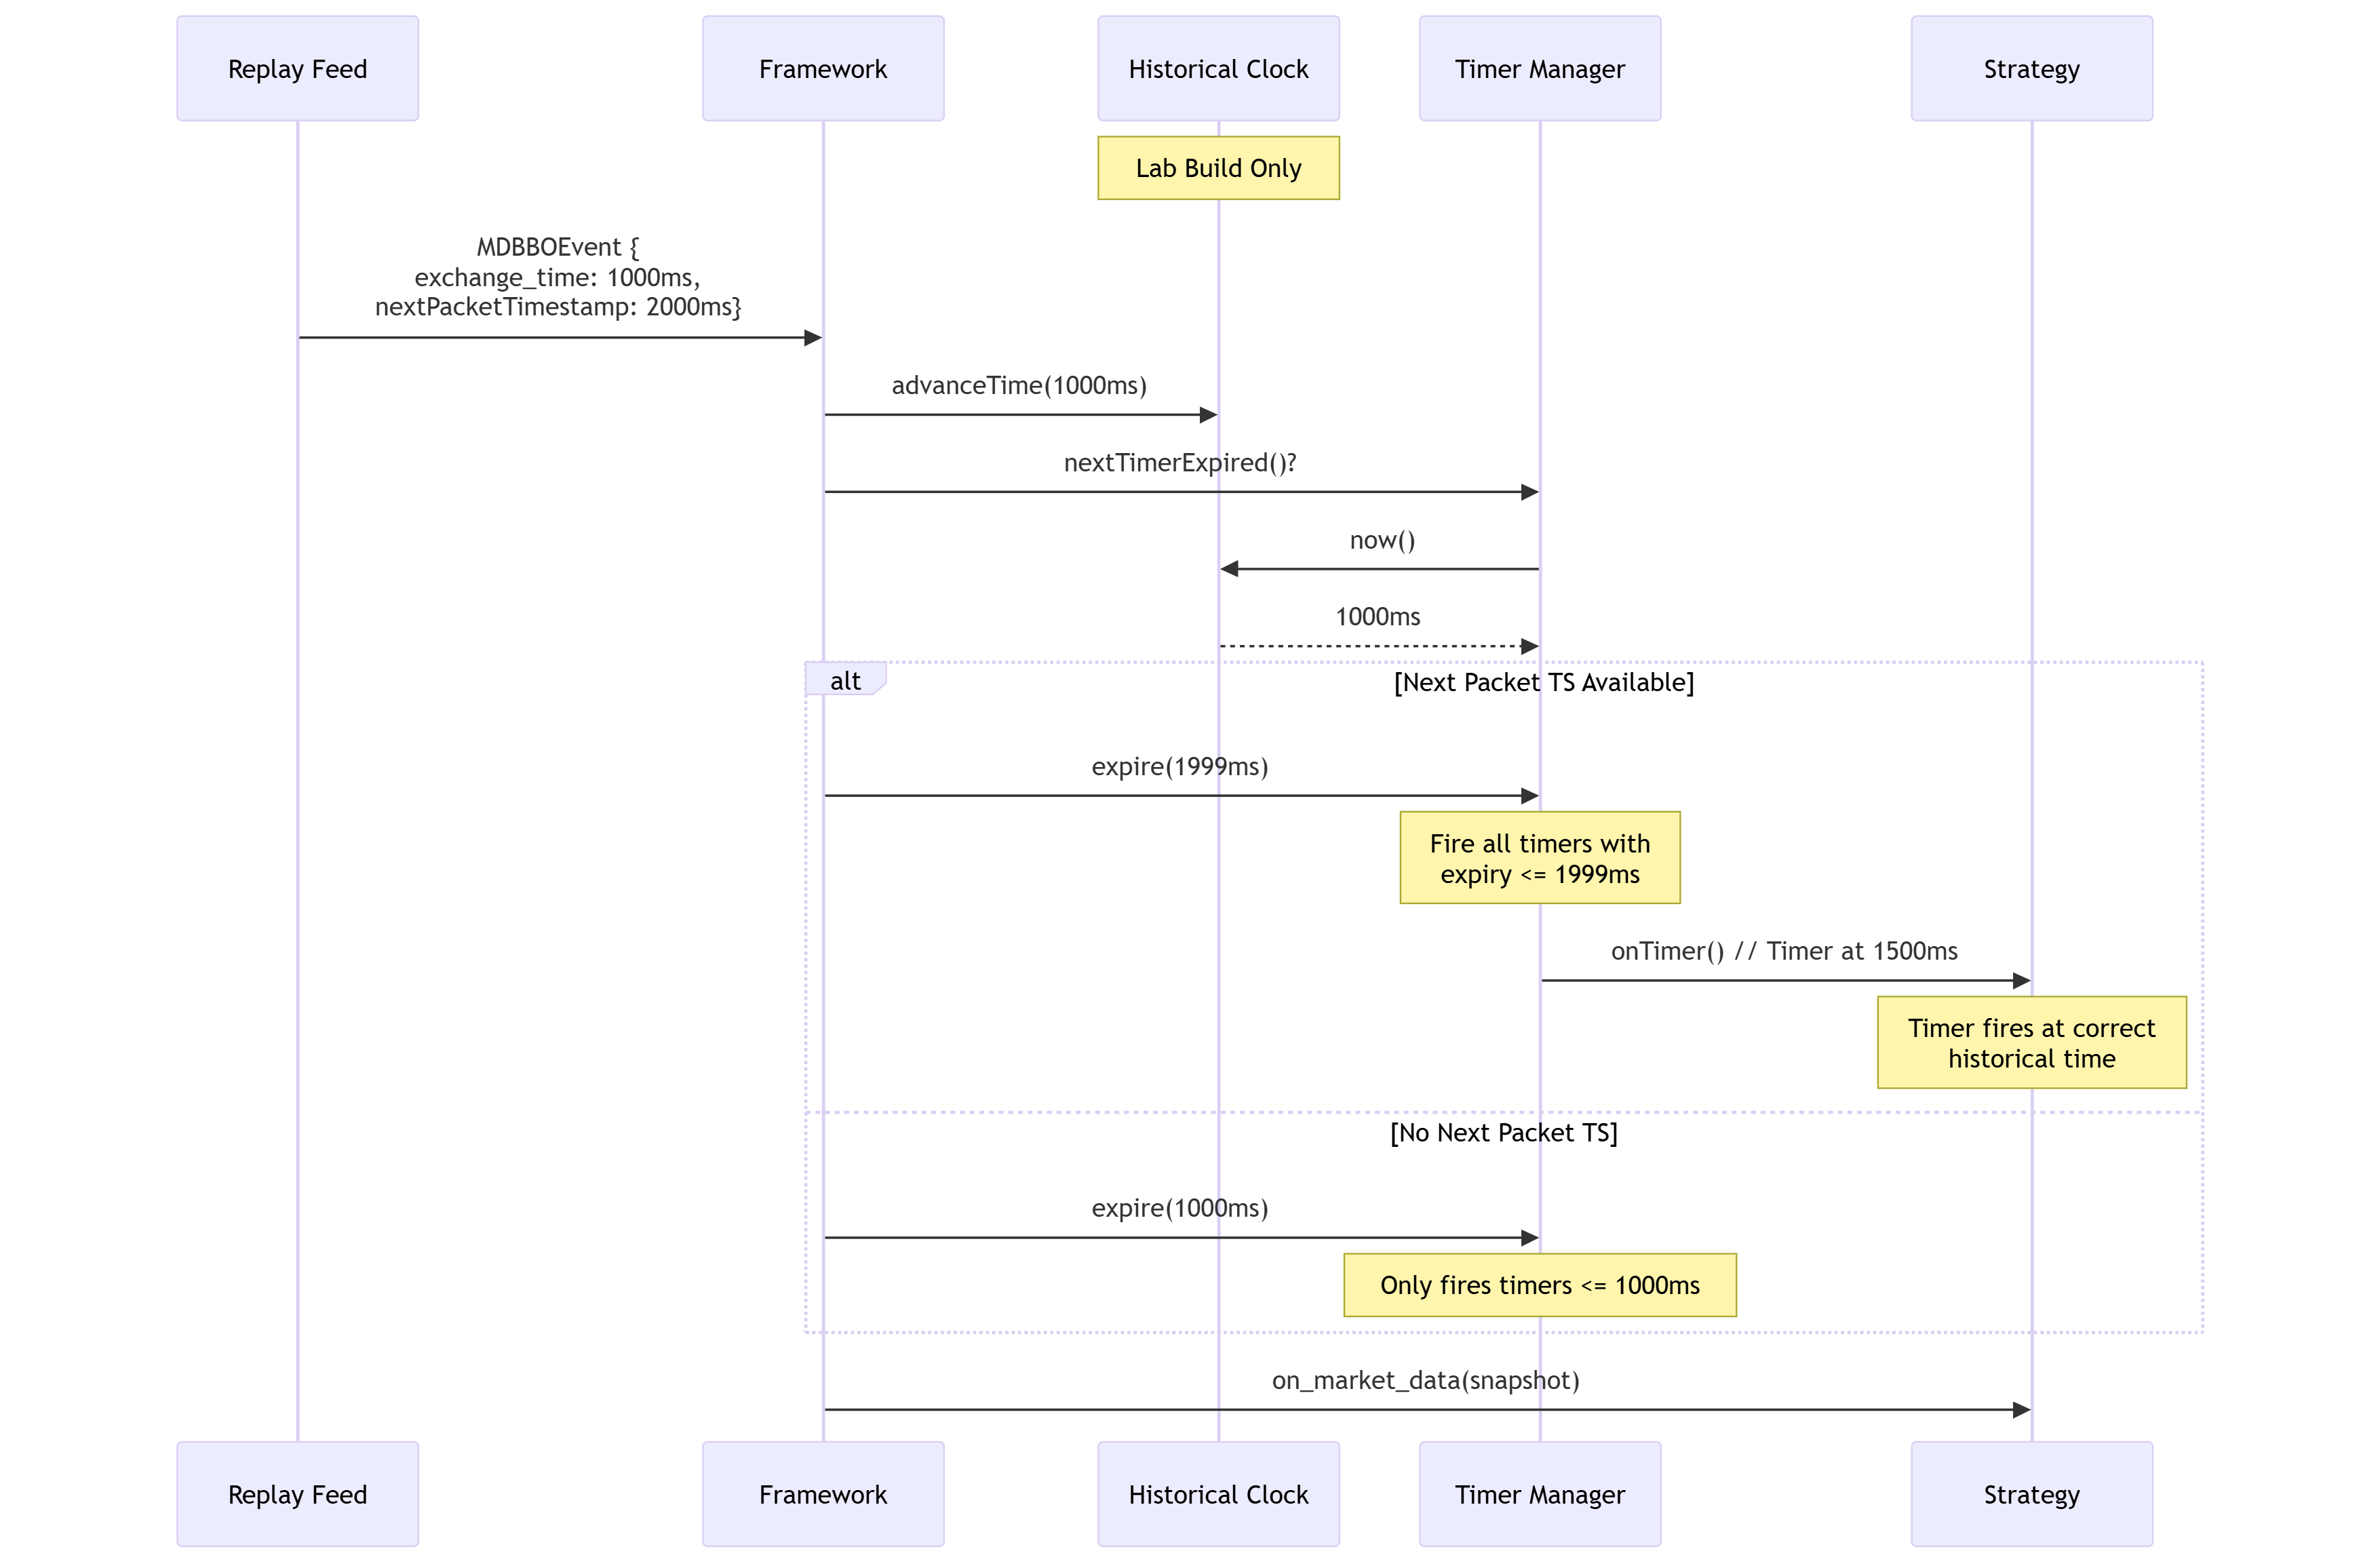 Replay Feed
Framework
Historical Clock
Timer Manager
Strategy
Lab Build Only
MDBBOEvent {
exchange_time: 1000ms,
nextPacketTimestamp: 2000ms}
advanceTime(1000ms)
nextTimerExpired()?
now()
1000ms
alt
[Next Packet TS Available]
expire(1999ms)
Fire all timers with
expiry <= 1999ms
onTimer() // Timer at 1500ms
Timer fires at correct
historical time
[No Next Packet TS]
expire(1000ms)
Only fires timers <= 1000ms
on_market_data(snapshot)
Replay Feed
Framework
Historical Clock
Timer Manager
Strategy